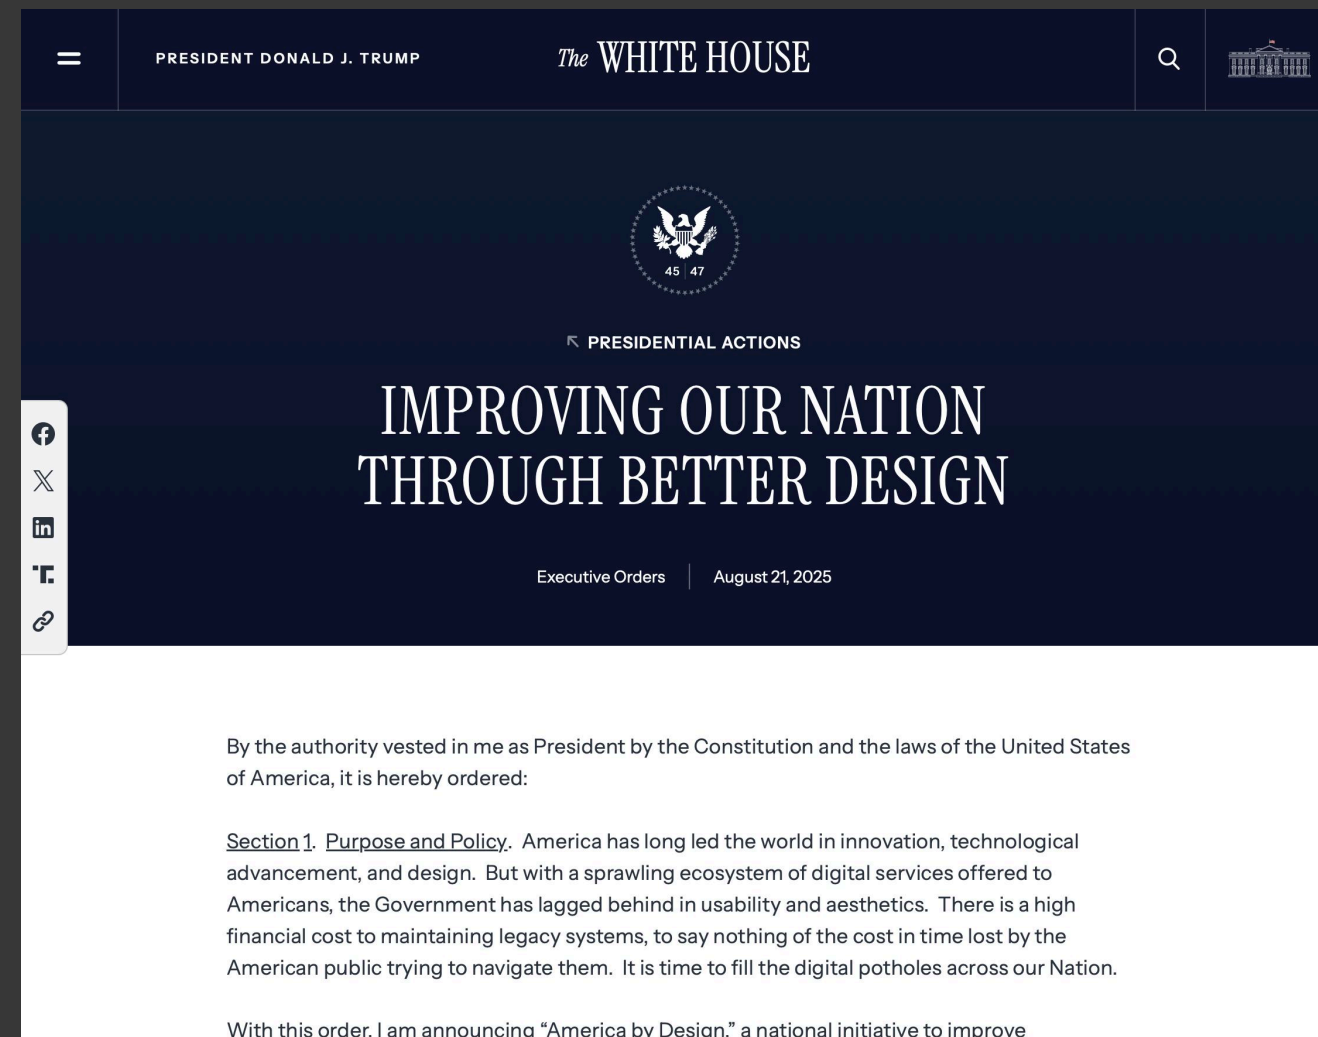 PRESIDENT DONALD J. TRUMP
The WHITE HOUSE
45 | 47
PRESIDENTIAL ACTIONS
IMPROVING OUR NATION
THROUGH BETTER DESIGN
Executive Orders | August 21, 2025
By the authority vested in me as President by the Constitution and the laws of the United States
of America, it is hereby ordered:
Section 1.  Purpose and Policy.  America has long led the world in innovation, technological
advancement, and design.  But with a sprawling ecosystem of digital services offered to
Americans, the Government has lagged behind in usability and aesthetics.  There is a high
financial cost to maintaining legacy systems, to say nothing of the cost in time lost by the
American public trying to navigate them.  It is time to fill the digital potholes across our Nation.
With this order, I am announcing “America by Design,” a national initiative to improve